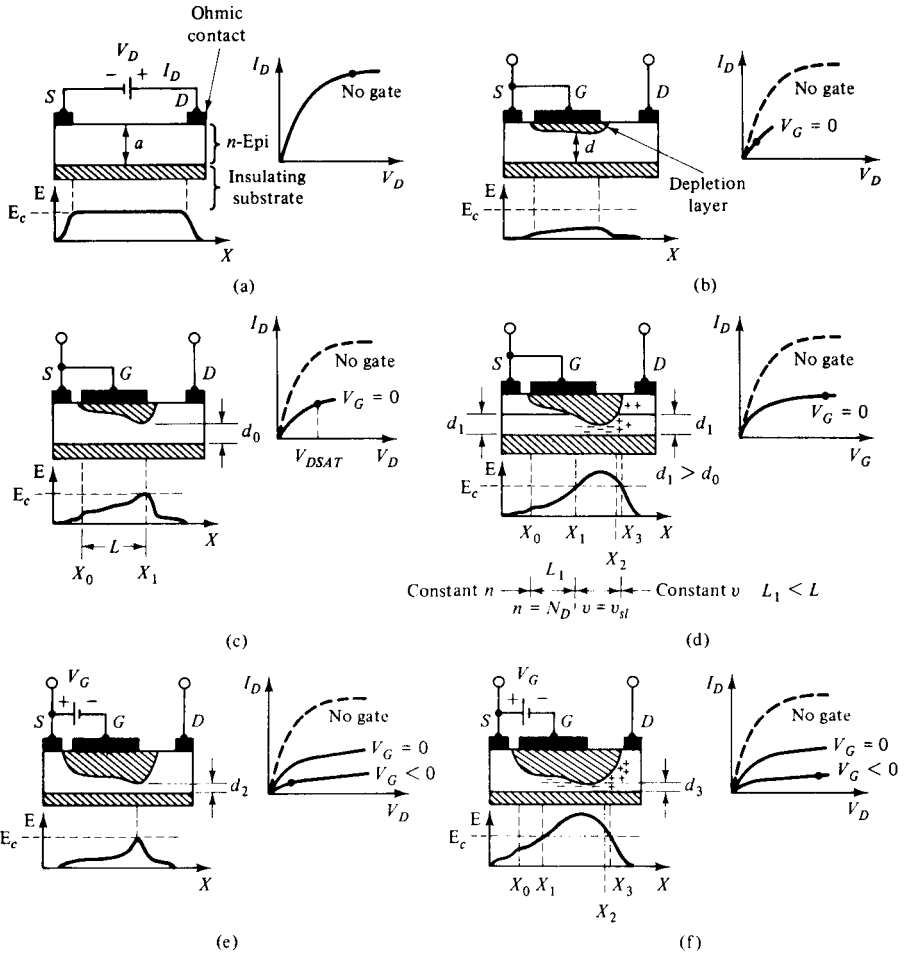 Ohmic
contact
V_D
− +
I_D
S
D
a
n-Epi
Insulating
substrate
E
E_c
X
I_D
No gate
V_D
(a)
S
G
D
d
Depletion
layer
E
E_c
X
I_D
No gate
V_G = 0
V_D
(b)
S
G
D
d_0
E
E_c
L
X
X_0
X_1
I_D
No gate
V_G = 0
V_DSAT
V_D
(c)
S
G
D
d_1
d_1
E
E_c
d_1 > d_0
X
X_0
X_1
X_3
X_2
L_1
Constant n
Constant υ
L_1 < L
n = N_D
υ = υ_sl
I_D
No gate
V_G = 0
V_G
(d)
V_G
+ −
S
G
D
d_2
E
E_c
X
I_D
No gate
V_G = 0
V_G < 0
V_D
(e)
V_G
+ −
S
G
D
d_3
E
E_c
X_0
X_1
X_3
X
X_2
I_D
No gate
V_G = 0
V_G < 0
V_D
(f)